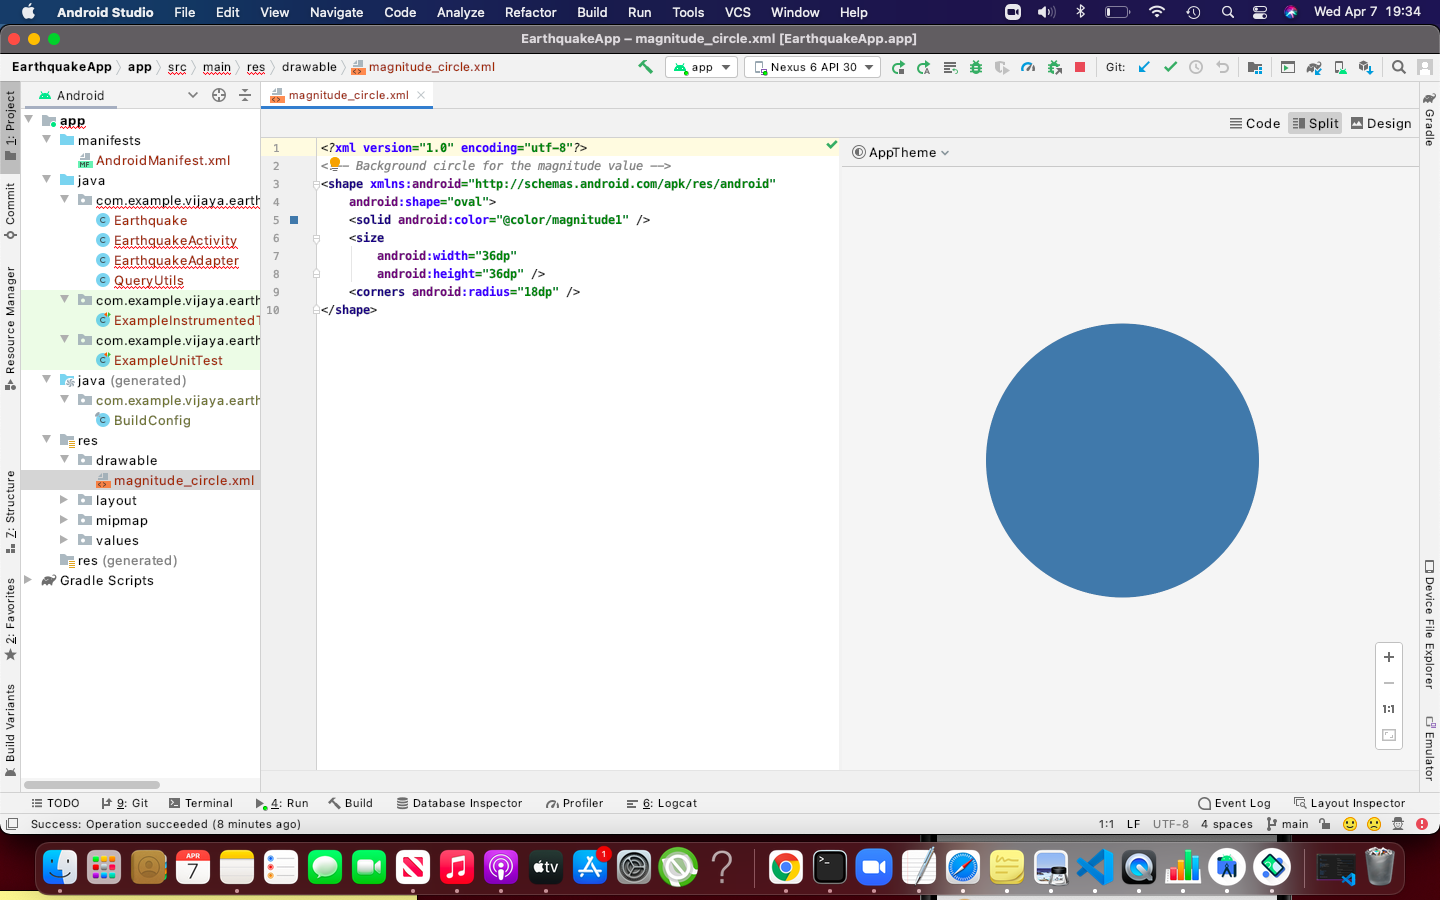 Android Studio File Edit View Navigate Code Analyze Refactor Build Run Tools VCS Window Help Wed Apr 7 19:34
EarthquakeApp – magnitude_circle.xml [EarthquakeApp.app]
EarthquakeApp app src main res drawable magnitude_circle.xml app Nexus 6 API 30 Git:
Android
magnitude_circle.xml
Code Split Design
AppTheme
1: Project
Commit
Resource Manager
Z: Structure
2: Favorites
Build Variants
app
manifests
AndroidManifest.xml
java
com.example.vijaya.earth
Earthquake
EarthquakeActivity
EarthquakeAdapter
QueryUtils
com.example.vijaya.earth
ExampleInstrumentedT
com.example.vijaya.earth
ExampleUnitTest
java (generated)
com.example.vijaya.earth
BuildConfig
res
drawable
magnitude_circle.xml
layout
mipmap
values
res (generated)
Gradle Scripts
1 <?xml version="1.0" encoding="utf-8"?>
2 <!-- Background circle for the magnitude value -->
3 <shape xmlns:android="http://schemas.android.com/apk/res/android"
4 android:shape="oval">
5 <solid android:color="@color/magnitude1" />
6 <size
7 android:width="36dp"
8 android:height="36dp" />
9 <corners android:radius="18dp" />
10 </shape>
1:1
Gradle
Device File Explorer
Emulator
TODO 9: Git Terminal 4: Run Build Database Inspector Profiler 6: Logcat Event Log Layout Inspector
Success: Operation succeeded (8 minutes ago) 1:1 LF UTF-8 4 spaces main
APR
7
tv
1